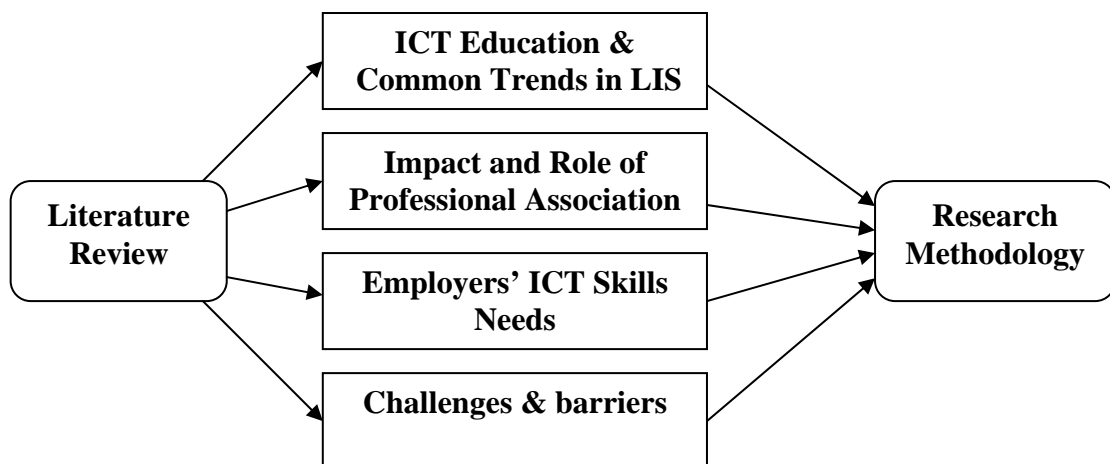 ICT Education &
Common Trends in LIS
Impact and Role of
Professional Association
Literature
Review
Research
Methodology
Employers’ ICT Skills
Needs
Challenges & barriers